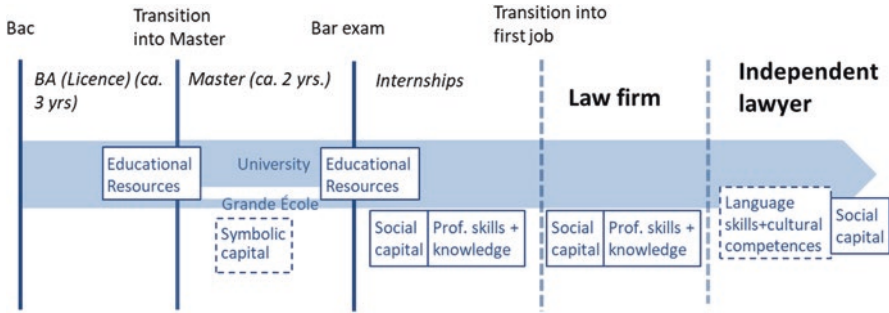 Bac
Transition
into Master
Bar exam
Transition into
first job
BA (Licence) (ca.
3 yrs)
Master (ca. 2 yrs.)
Internships
Law firm
Independent
lawyer
Educational
Resources
University
Grande École
Educational
Resources
Symbolic
capital
Social
capital
Prof. skills +
knowledge
Social
capital
Prof. skills +
knowledge
Language
skills+cultural
competences
Social
capital